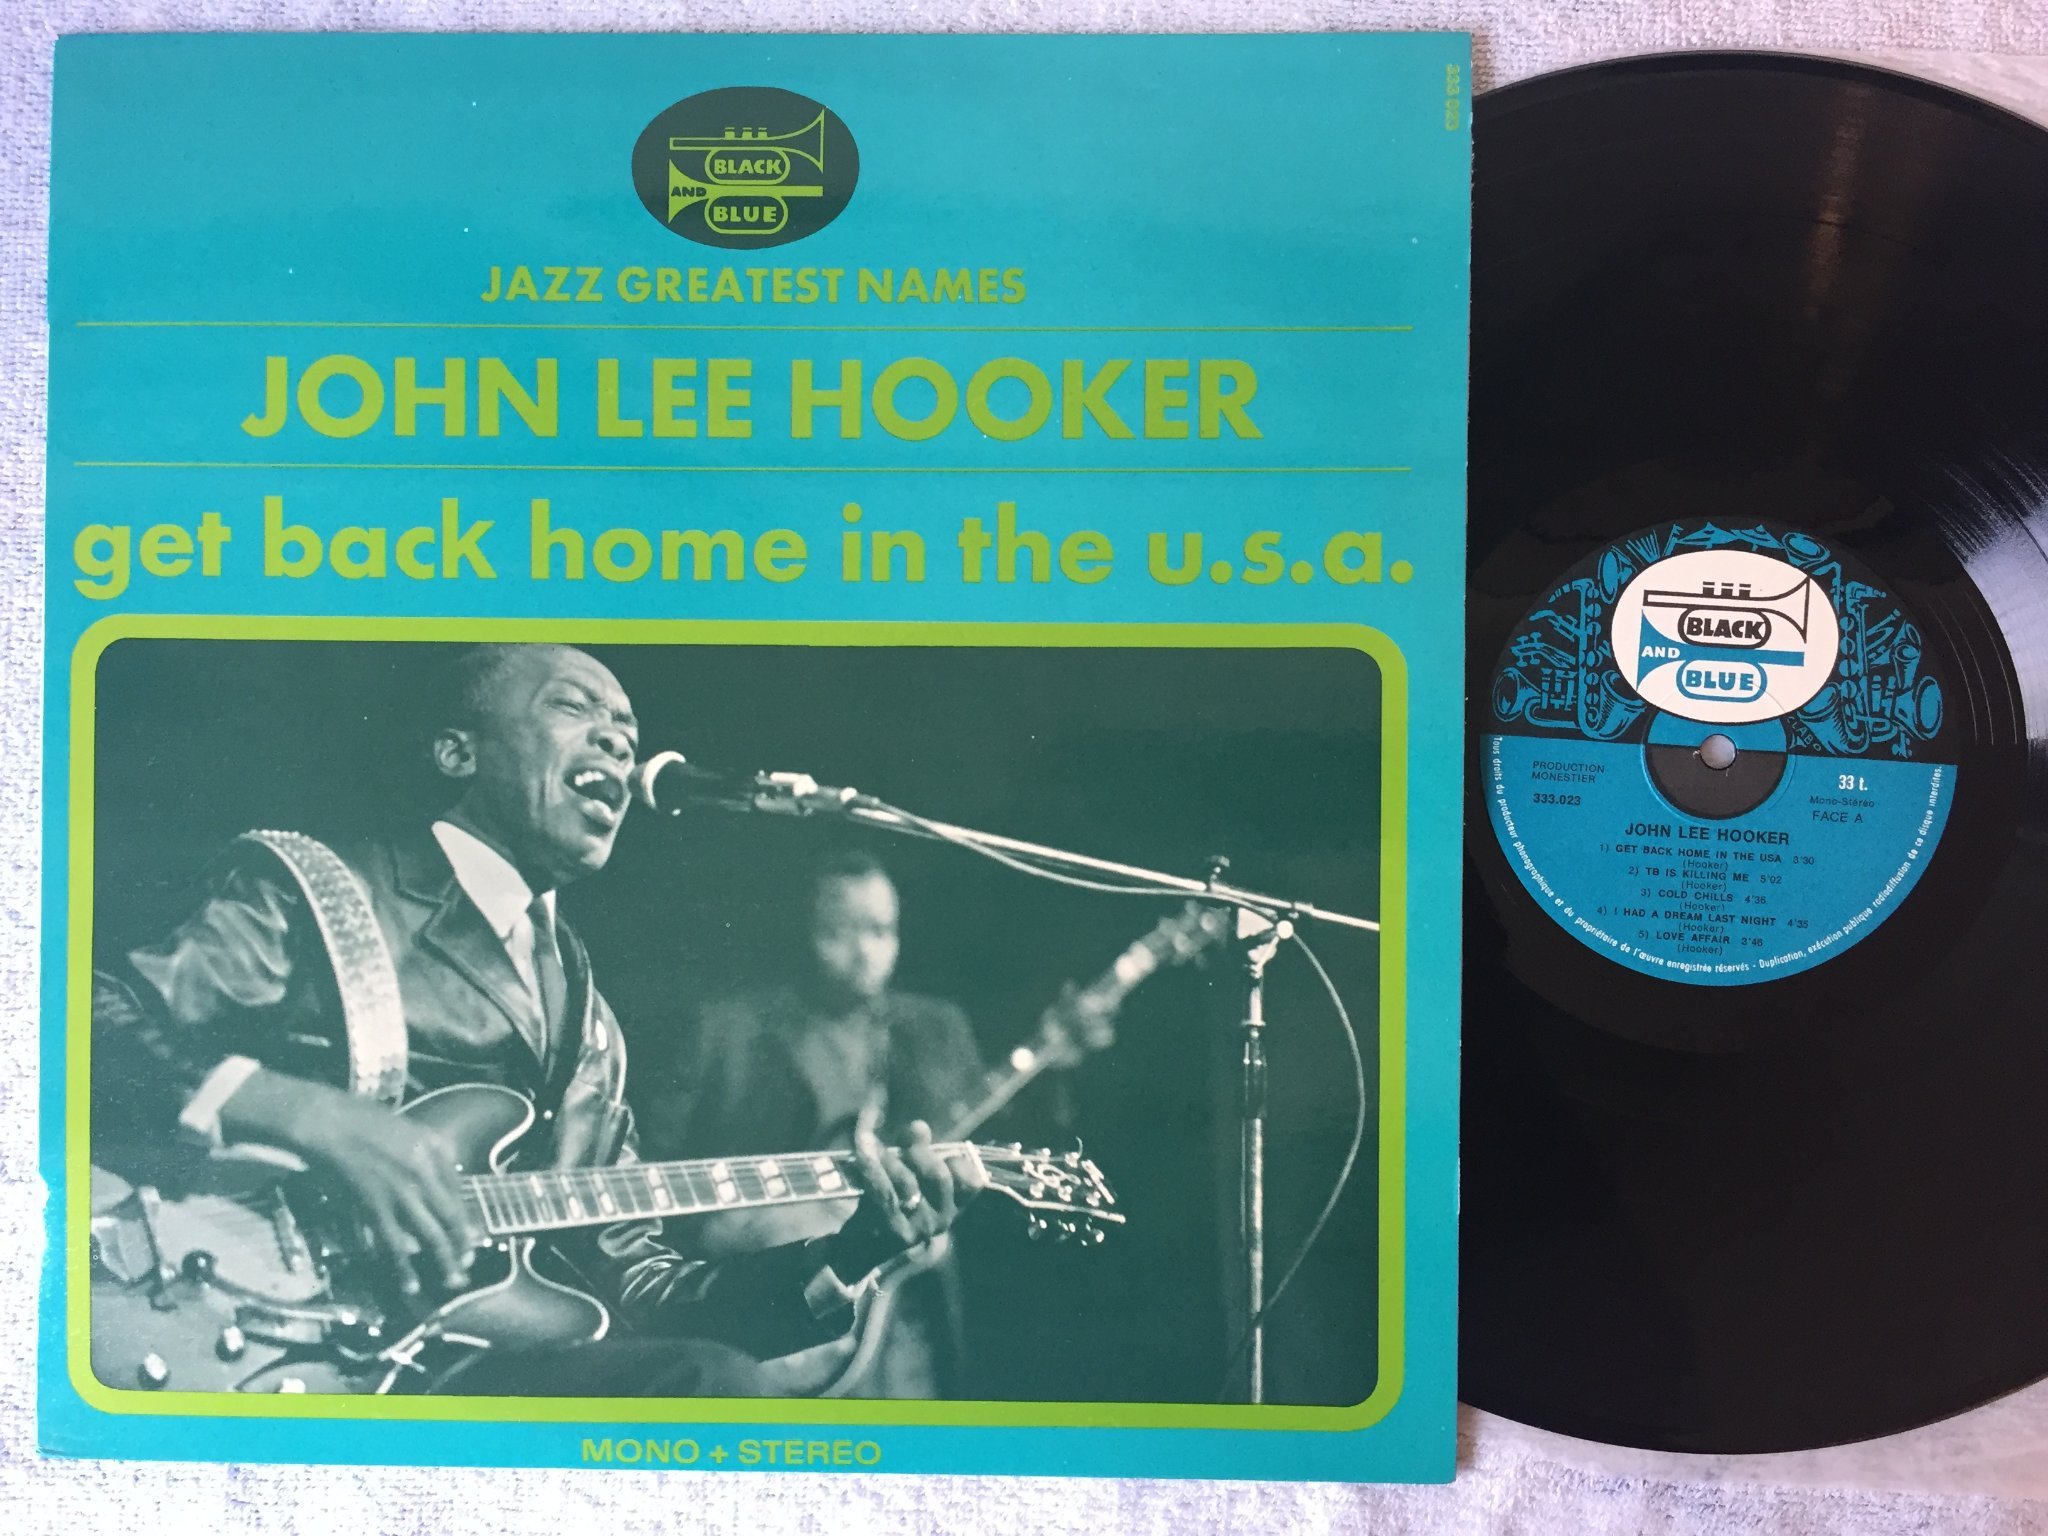 BLACK
AND
BLUE
JAZZ GREATEST NAMES
JOHN LEE HOOKER
get back home in the u.s.a.
MONO + STÉRÉO
333 023
BLACK
AND
BLUE
PRODUCTION
MONESTIER
333.023
33 t.
Mono-Stéréo
FACE A
JOHN LEE HOOKER
1) GET BACK HOME IN THE USA 3'30
(Hooker)
2) TB IS KILLING ME 5'02
(Hooker)
3) COLD CHILLS 4'36
(Hooker)
4) I HAD A DREAM LAST NIGHT 4'35
(Hooker)
5) LOVE AFFAIR 3'46
(Hooker)
Tous droits du producteur phonographique et du propriétaire de l'œuvre enregistrée réservés - Duplication, exécution publique radiodiffusion de ce disque interdites.